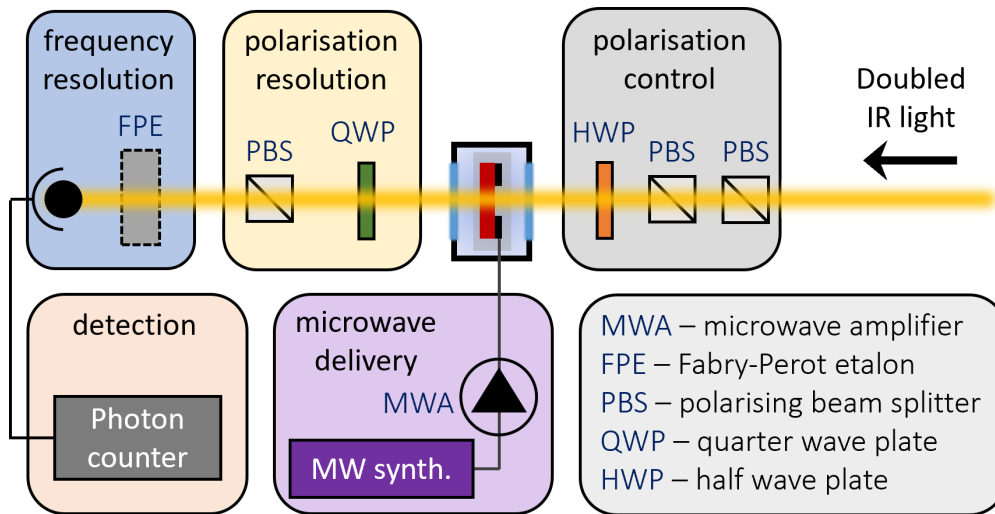 frequency
resolution
FPE
polarisation
resolution
PBS
QWP
polarisation
control
HWP
PBS
PBS
Doubled
IR light
detection
Photon
counter
microwave
delivery
MWA
MW synth.
MWA – microwave amplifier
FPE – Fabry-Perot etalon
PBS – polarising beam splitter
QWP – quarter wave plate
HWP – half wave plate